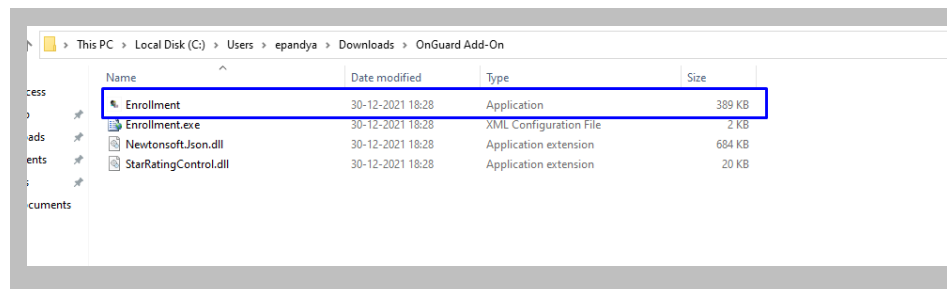 > This PC > Local Disk (C:) > Users > epandya > Downloads > OnGuard Add-On
Name Date modified Type Size
Enrollment 30-12-2021 18:28 Application 389 KB
Enrollment.exe 30-12-2021 18:28 XML Configuration File 2 KB
Newtonsoft.Json.dll 30-12-2021 18:28 Application extension 684 KB
StarRatingControl.dll 30-12-2021 18:28 Application extension 20 KB
cess
ads
ents
s
cuments